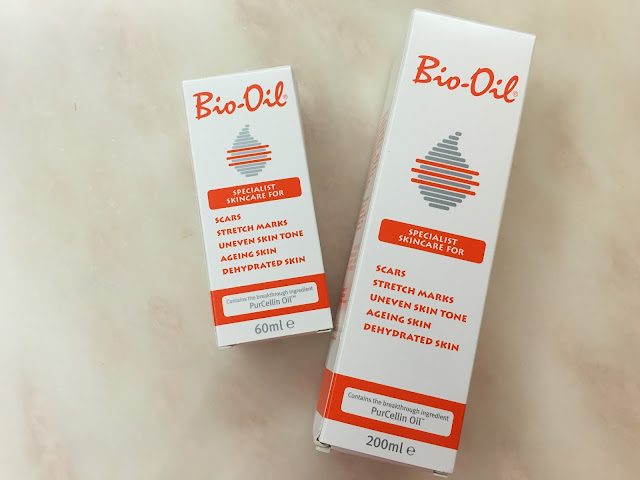 Bio-Oil®
SPECIALIST
SKINCARE FOR
SCARS
STRETCH MARKS
UNEVEN SKIN TONE
AGEING SKIN
DEHYDRATED SKIN
Contains the breakthrough ingredient
PurCellin Oil™
60ml ℮
Bio-Oil®
SPECIALIST
SKINCARE FOR
SCARS
STRETCH MARKS
UNEVEN SKIN TONE
AGEING SKIN
DEHYDRATED SKIN
Contains the breakthrough ingredient
PurCellin Oil™
200ml ℮